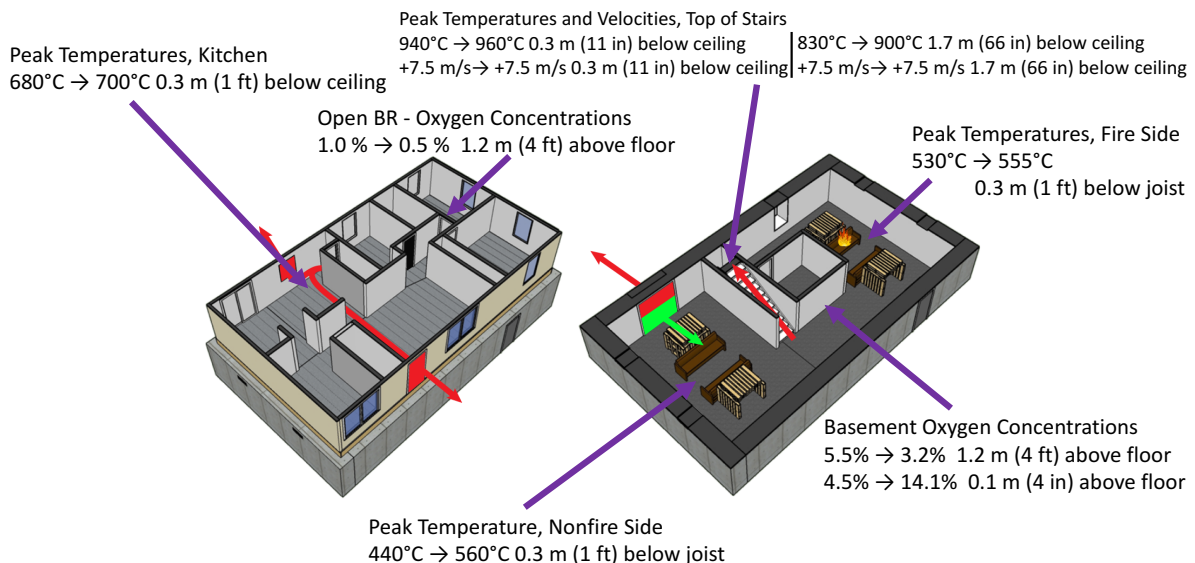 Peak Temperatures and Velocities, Top of Stairs
940°C → 960°C 0.3 m (11 in) below ceiling
+7.5 m/s→ +7.5 m/s 0.3 m (11 in) below ceiling
830°C → 900°C 1.7 m (66 in) below ceiling
+7.5 m/s→ +7.5 m/s 1.7 m (66 in) below ceiling
Peak Temperatures, Kitchen
680°C → 700°C 0.3 m (1 ft) below ceiling
Open BR - Oxygen Concentrations
1.0 % → 0.5 % 1.2 m (4 ft) above floor
Peak Temperatures, Fire Side
530°C → 555°C
0.3 m (1 ft) below joist
Basement Oxygen Concentrations
5.5% → 3.2% 1.2 m (4 ft) above floor
4.5% → 14.1% 0.1 m (4 in) above floor
Peak Temperature, Nonfire Side
440°C → 560°C 0.3 m (1 ft) below joist